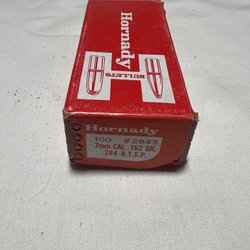 Hornady
BULLETS
Hornady
100 # 2845
7mm CAL. 162 GR.
.284 B.T.S.P.